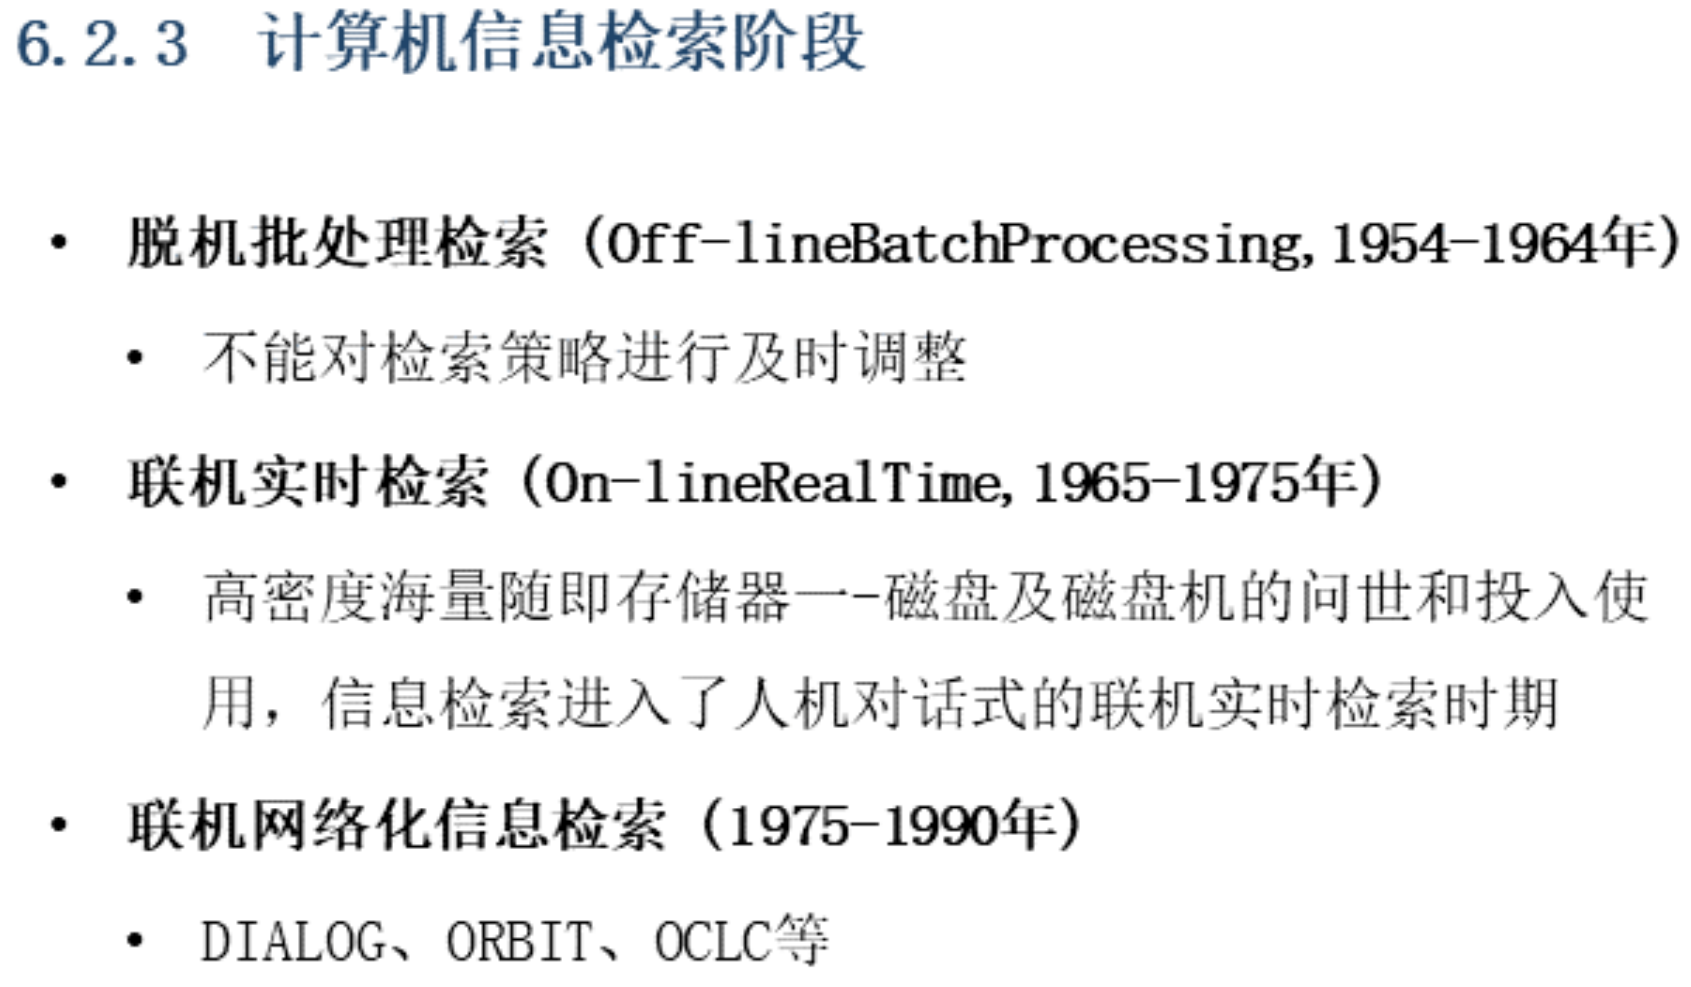 6.2.3 计算机信息检索阶段
• 脱机批处理检索（Off-lineBatchProcessing,1954-1964年）
• 不能对检索策略进行及时调整
• 联机实时检索（On-lineRealTime,1965-1975年）
• 高密度海量随即存储器一-磁盘及磁盘机的问世和投入使
用，信息检索进入了人机对话式的联机实时检索时期
• 联机网络化信息检索（1975-1990年）
• DIALOG、ORBIT、OCLC等